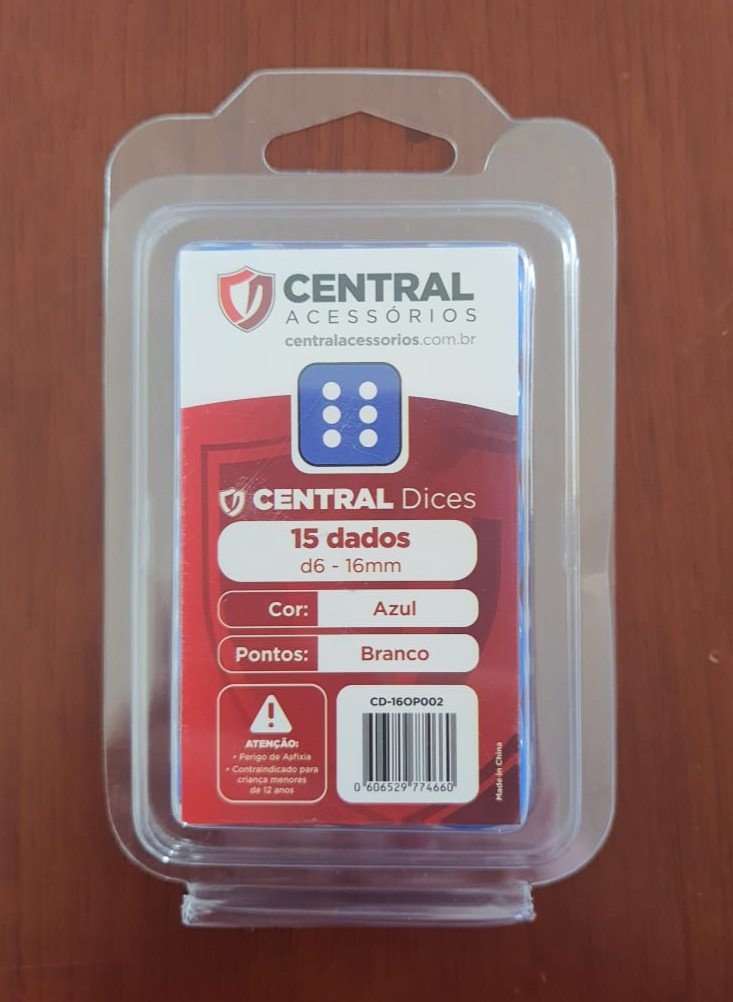 CENTRAL
ACESSÓRIOS
centralacessorios.com.br
CENTRAL Dices
15 dados
d6 - 16mm
Cor: Azul
Pontos: Branco
ATENÇÃO:
• Perigo de Asfixia
• Contraindicado para
criança menores
de 12 anos
CD-16OP002
0 606529 774660
Made in China